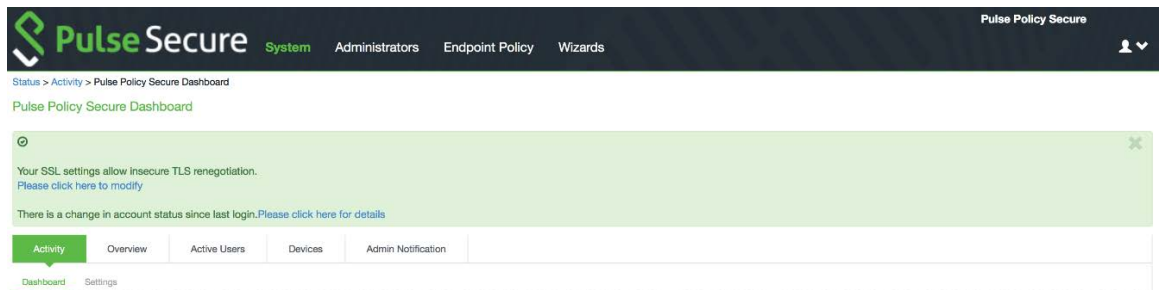 Pulse Policy Secure
Pulse Secure System Administrators Endpoint Policy Wizards
Status > Activity > Pulse Policy Secure Dashboard
Pulse Policy Secure Dashboard
Your SSL settings allow insecure TLS renegotiation.
Please click here to modify
There is a change in account status since last login.Please click here for details
Activity Overview Active Users Devices Admin Notification
Dashboard Settings